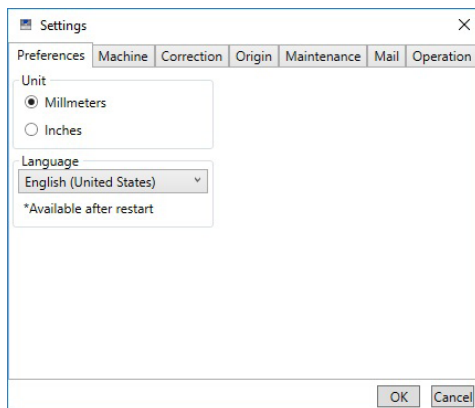 Settings
Preferences Machine Correction Origin Maintenance Mail Operation
Unit
Millmeters
Inches
Language
English (United States)
*Available after restart
OK Cancel